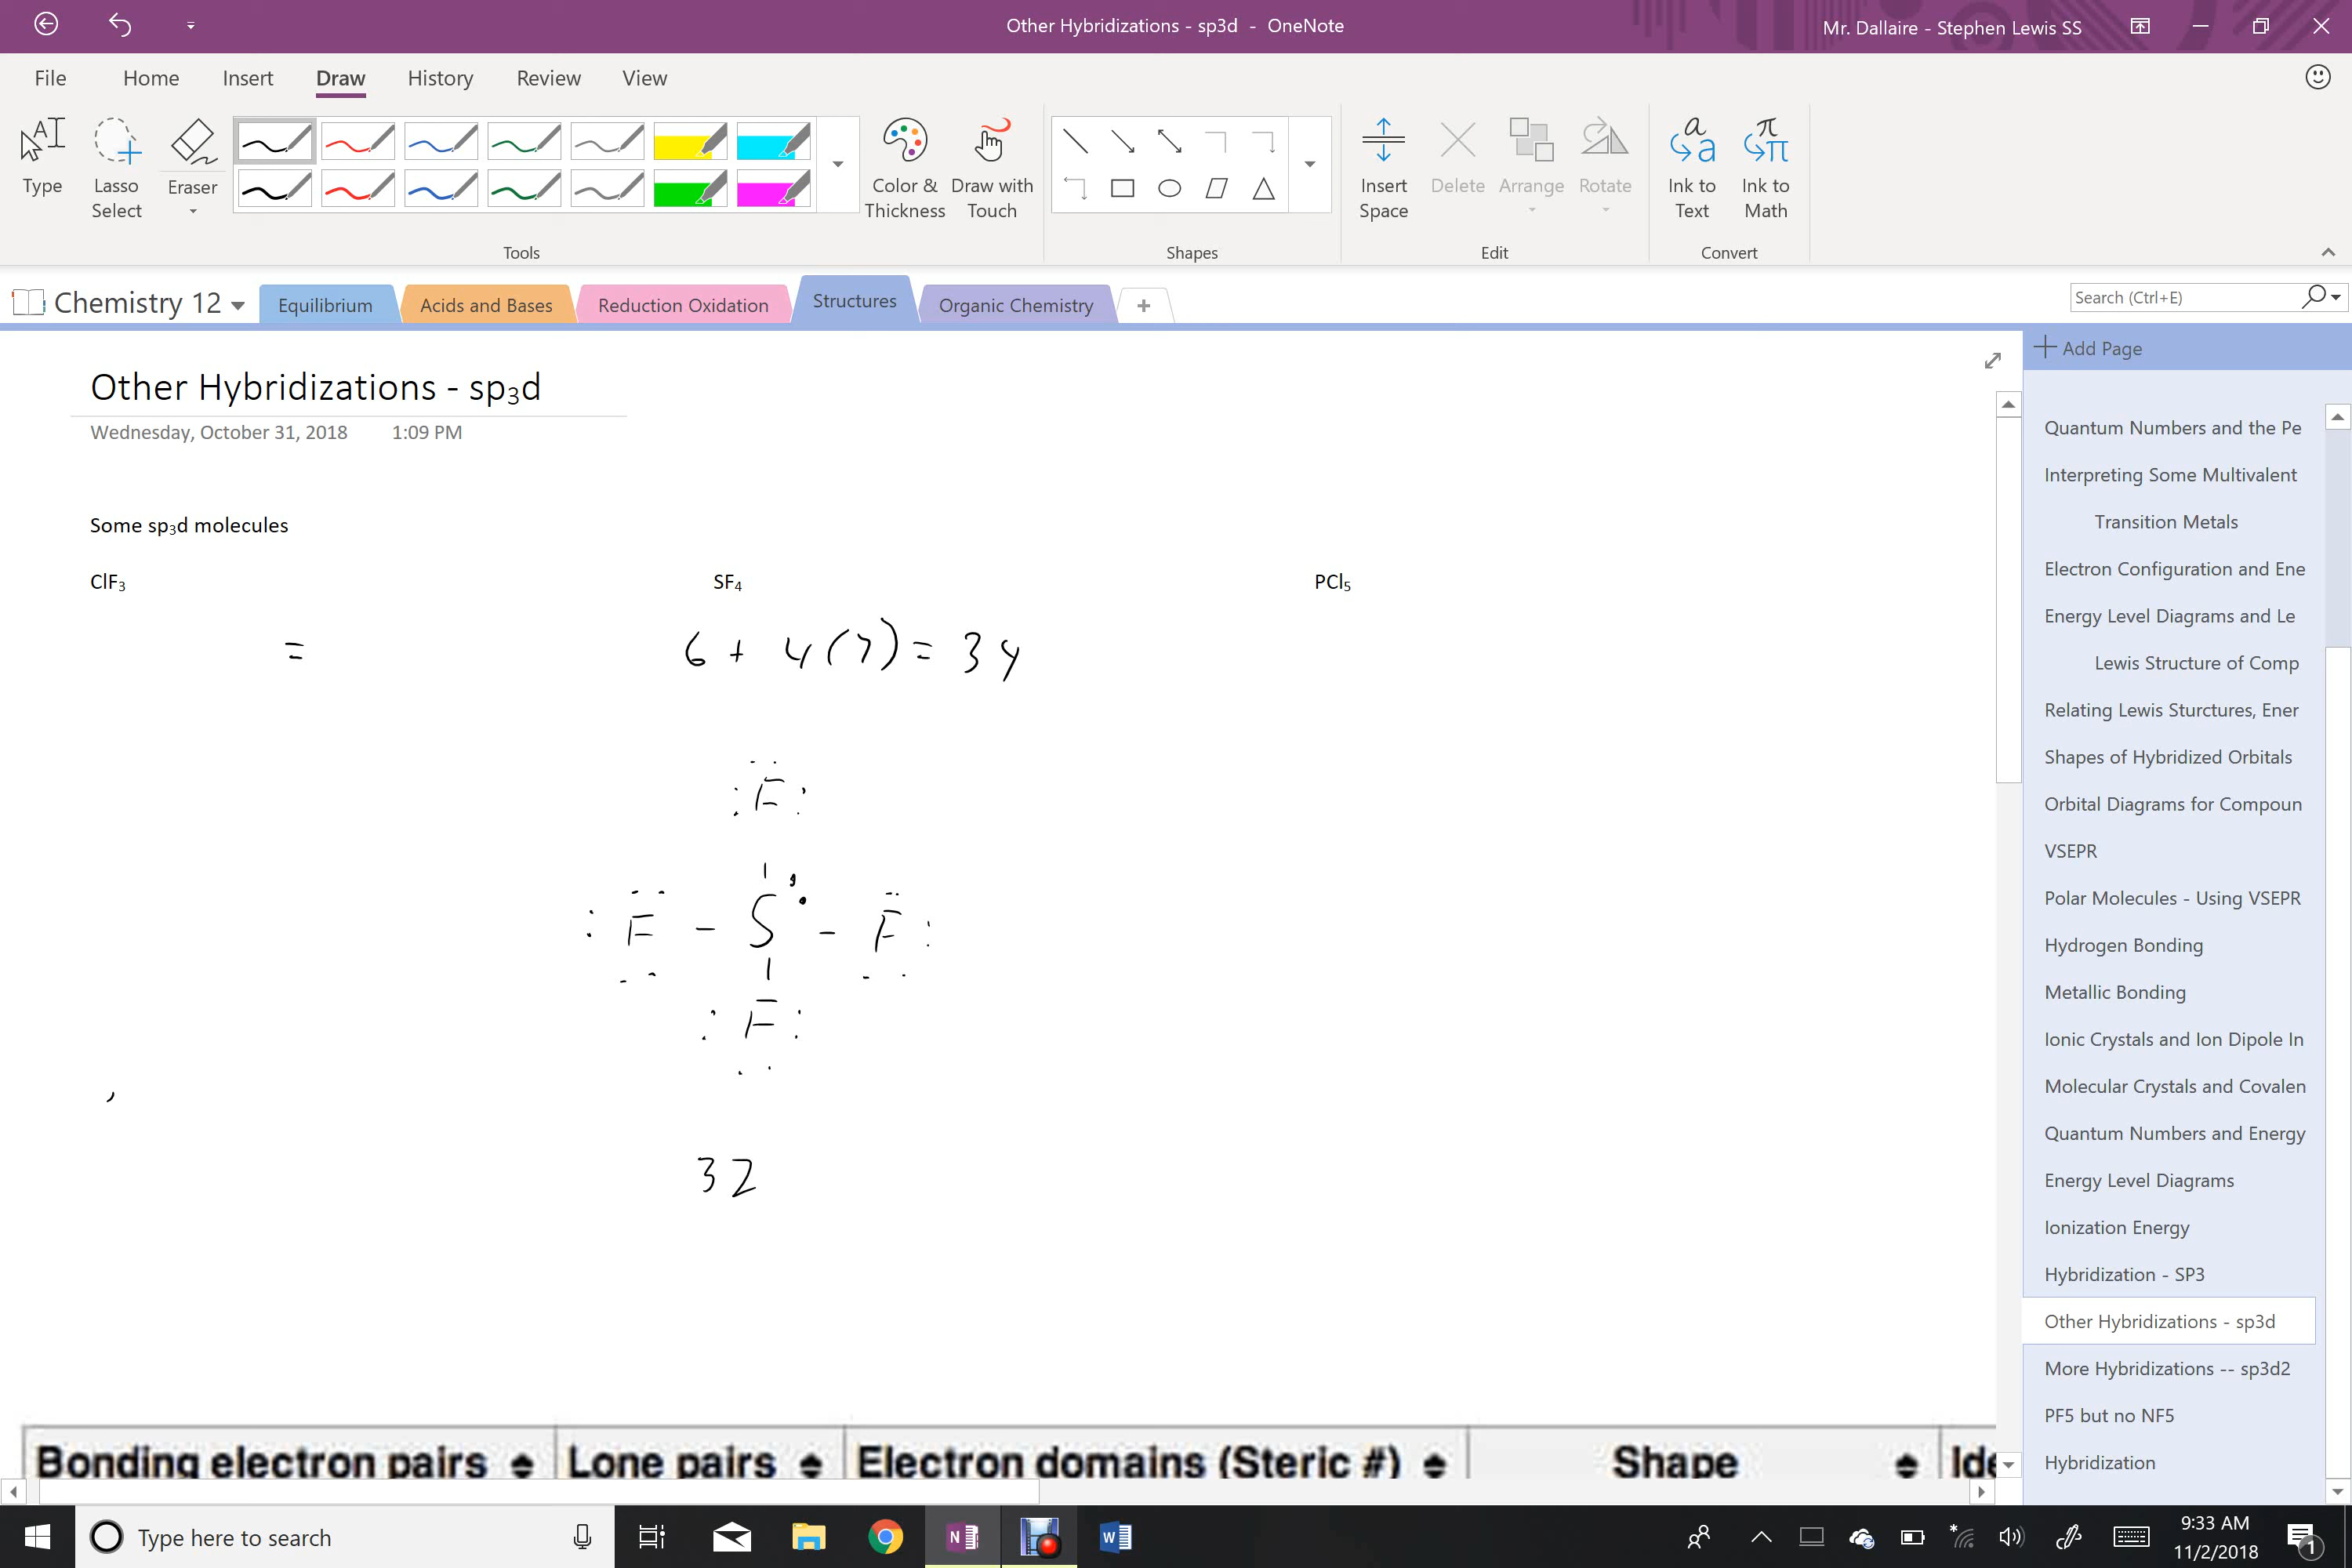 Other Hybridizations - sp3d - OneNote
Mr. Dallaire - Stephen Lewis SS
File Home Insert Draw History Review View
Type
Lasso Select
Eraser
Color & Thickness
Draw with Touch
Insert Space
Delete
Arrange
Rotate
Ink to Text
Ink to Math
Tools
Shapes
Edit
Convert
Chemistry 12
Equilibrium
Acids and Bases
Reduction Oxidation
Structures
Organic Chemistry
+
Search (Ctrl+E)
Other Hybridizations - sp₃d
Wednesday, October 31, 2018 1:09 PM
Some sp₃d molecules
ClF₃ SF₄ PCl₅
= 6 + 4(7) = 34
:F:
:F - S - F:
:F:
32
Bonding electron pairs Lone pairs Electron domains (Steric #) Shape
Add Page
Quantum Numbers and the Pe
Interpreting Some Multivalent
Transition Metals
Electron Configuration and Ene
Energy Level Diagrams and Le
Lewis Structure of Comp
Relating Lewis Sturctures, Ener
Shapes of Hybridized Orbitals
Orbital Diagrams for Compoun
VSEPR
Polar Molecules - Using VSEPR
Hydrogen Bonding
Metallic Bonding
Ionic Crystals and Ion Dipole In
Molecular Crystals and Covalen
Quantum Numbers and Energy
Energy Level Diagrams
Ionization Energy
Hybridization - SP3
Other Hybridizations - sp3d
More Hybridizations -- sp3d2
PF5 but no NF5
Hybridization
Type here to search
9:33 AM
11/2/2018
1